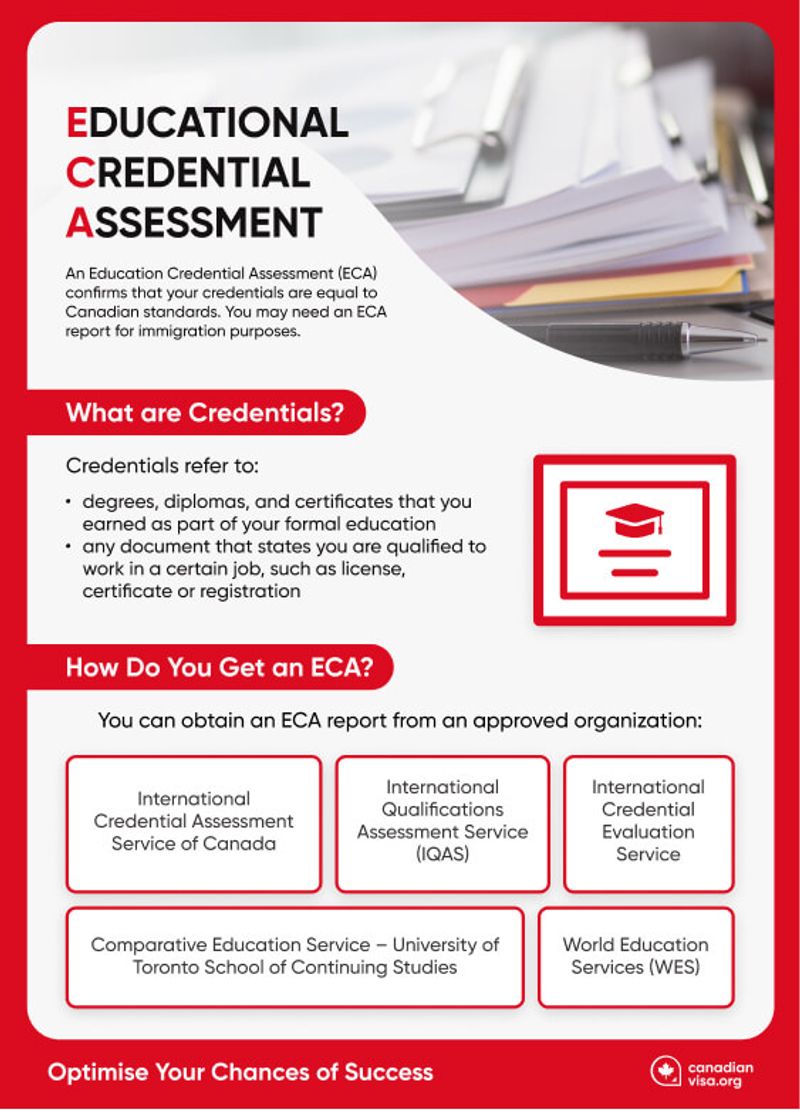 EDUCATIONAL
CREDENTIAL
ASSESSMENT
An Education Credential Assessment (ECA)
confirms that your credentials are equal to
Canadian standards. You may need an ECA
report for immigration purposes.
What are Credentials?
Credentials refer to:
• degrees, diplomas, and certificates that you
earned as part of your formal education
• any document that states you are qualified to
work in a certain job, such as license,
certificate or registration
How Do You Get an ECA?
You can obtain an ECA report from an approved organization:
International
Credential Assessment
Service of Canada
International
Qualifications
Assessment Service
(IQAS)
International
Credential
Evaluation
Service
Comparative Education Service – University of
Toronto School of Continuing Studies
World Education
Services (WES)
Optimise Your Chances of Success
canadian
visa.org